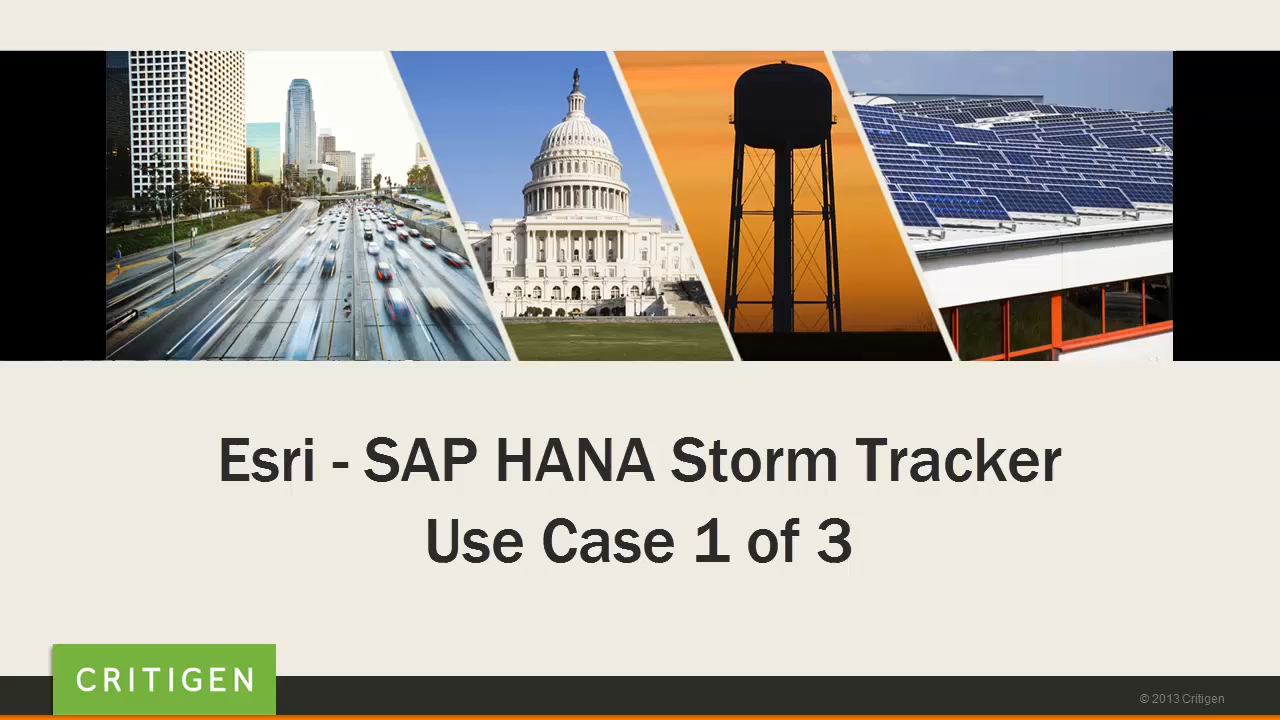 Esri - SAP HANA Storm Tracker
Use Case 1 of 3
CRITIGEN
© 2013 Critigen